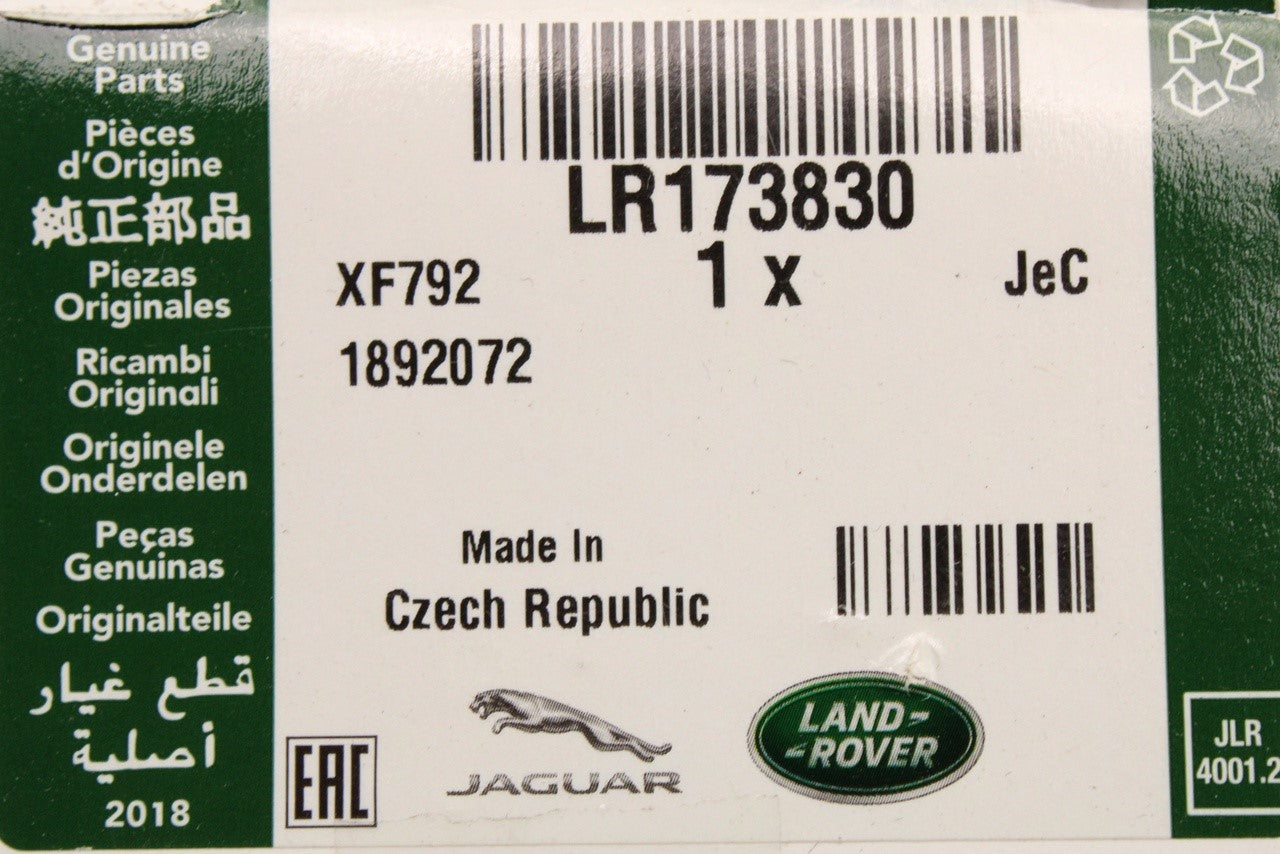 Genuine
Parts
Pièces
d'Origine
純正部品
Piezas
Originales
Ricambi
Originali
Originele
Onderdelen
Peças
Genuinas
Originalteile
قطع غيار
أصلية
2018
LR173830
XF792
1 x
JeC
1892072
Made In
Czech Republic
EAC
JAGUAR
LAND-
-ROVER
JLR
4001.2